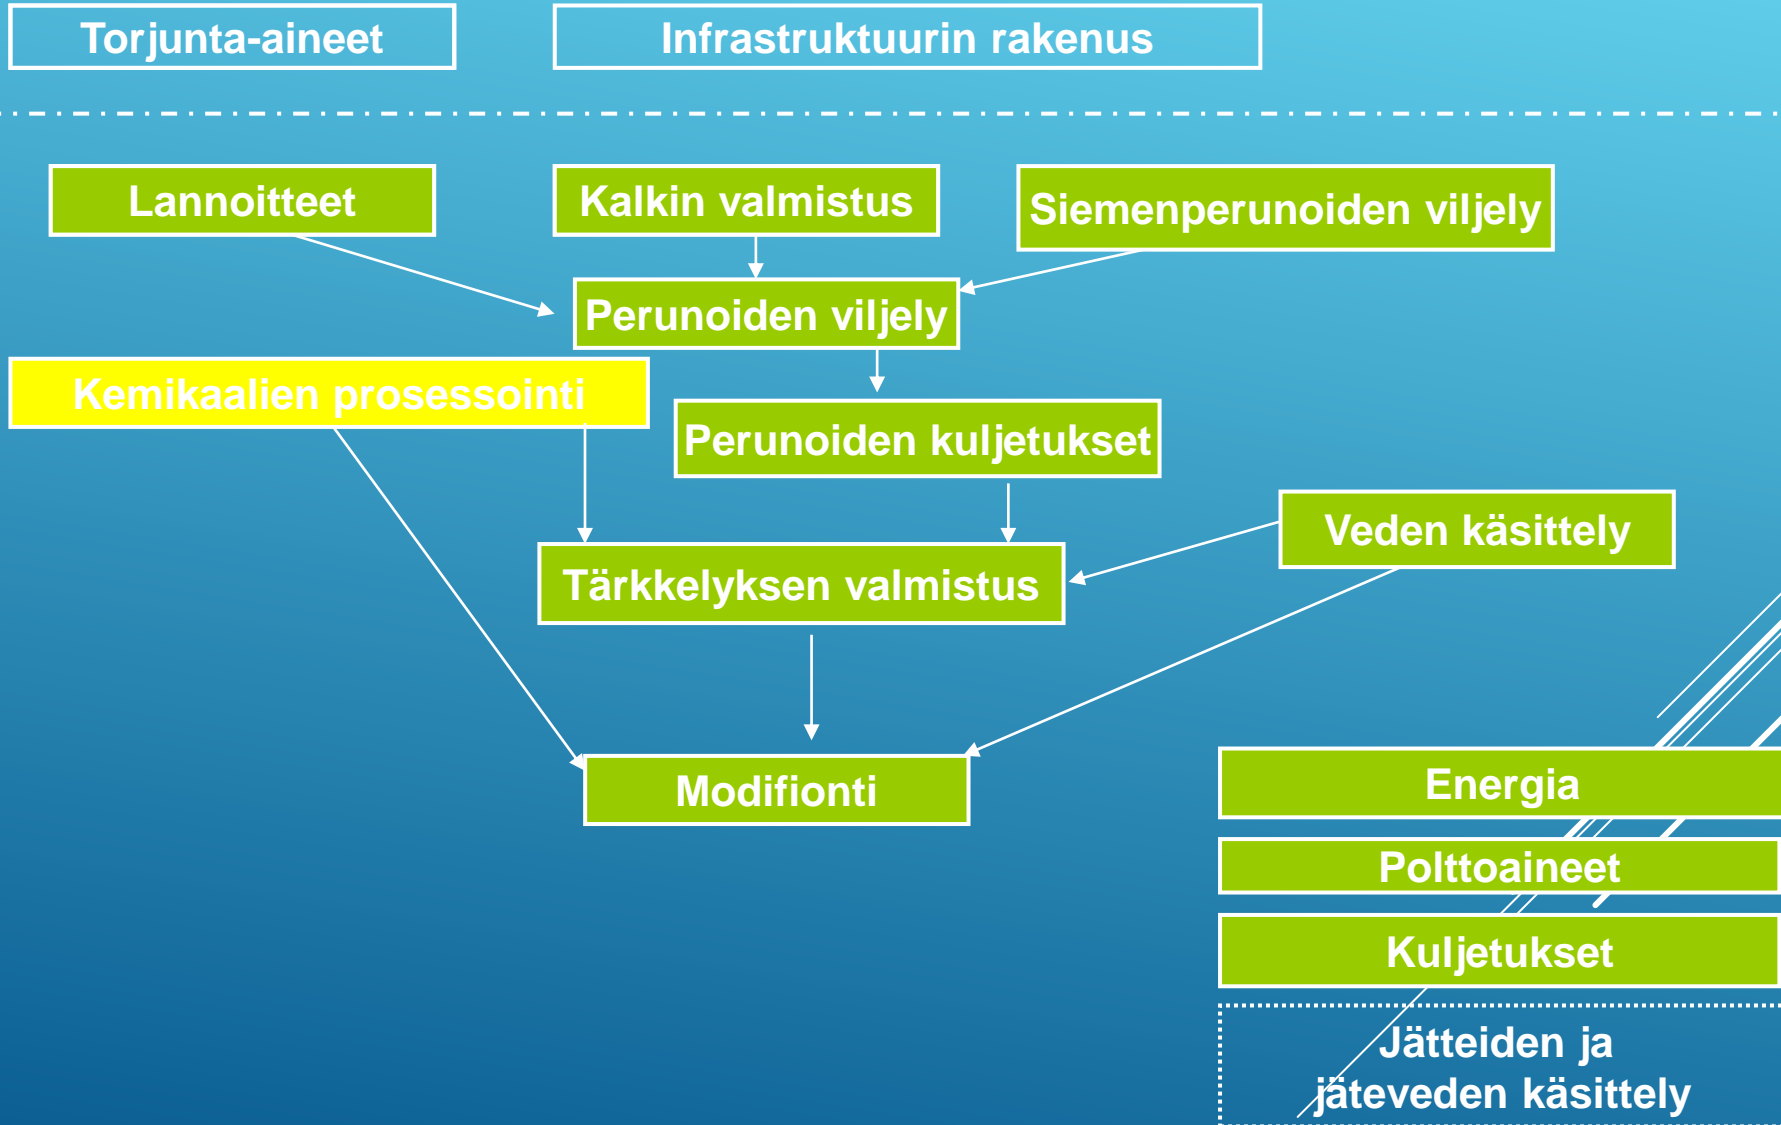 Torjunta-aineet
Infrastruktuurin rakenus
Lannoitteet
Kalkin valmistus
Siemenperunoiden viljely
Perunoiden viljely
Kemikaalien prosessointi
Perunoiden kuljetukset
Veden käsittely
Tärkkelyksen valmistus
Modifionti
Energia
Polttoaineet
Kuljetukset
Jätteiden ja
jäteveden käsittely